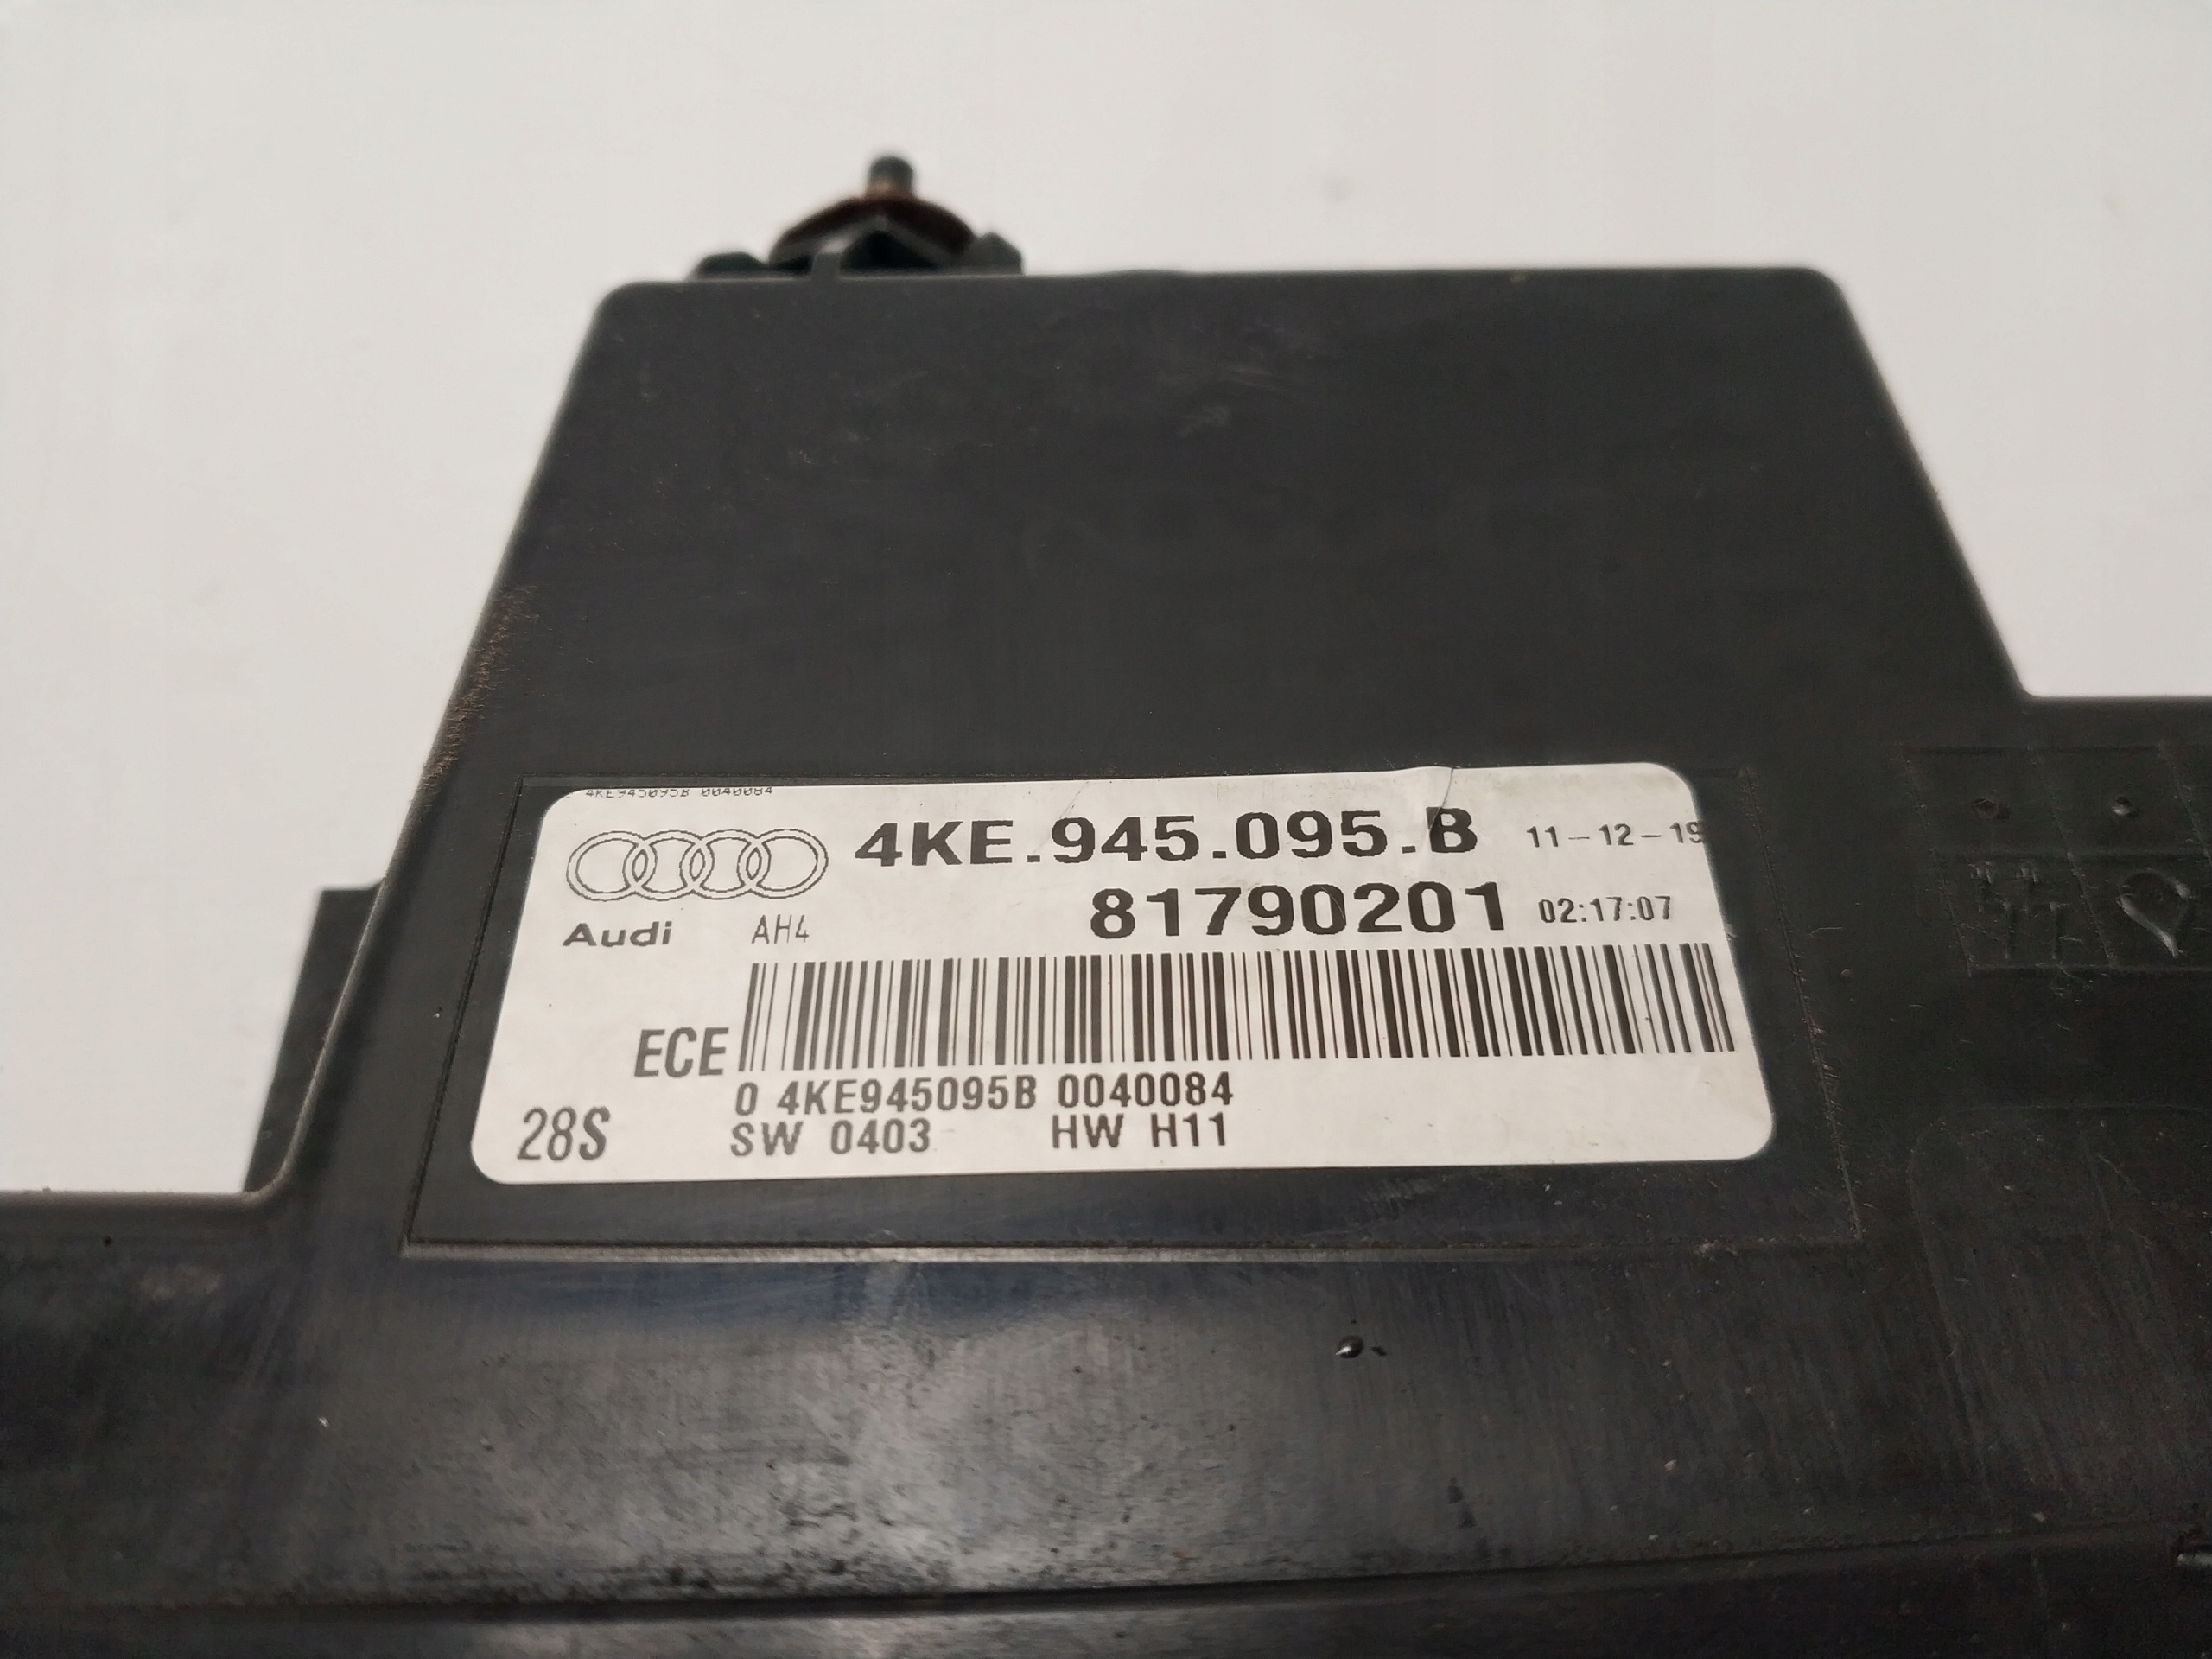 4KE945095B 0040084
4KE.945.095.B 11-12-19
81790201 02:17:07
Audi AH4
ECE
0 4KE945095B 0040084
28S SW 0403 HW H11